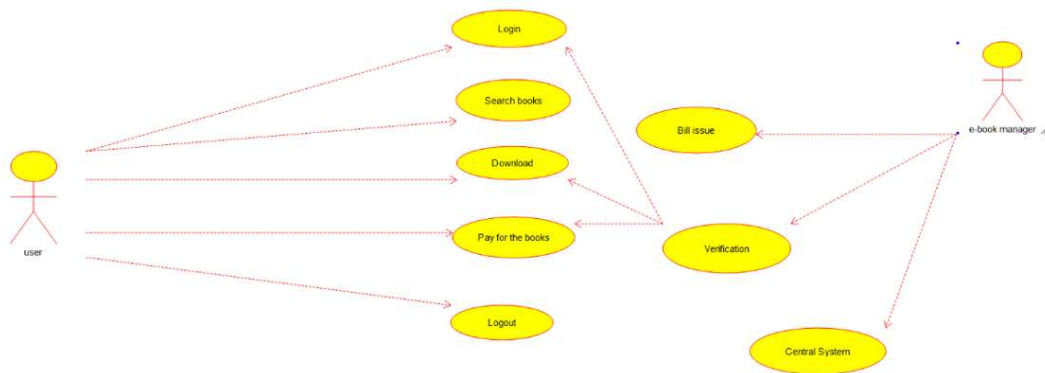 Login
Search books
Bill issue
e-book manager
Download
user
Pay for the books
Verification
Logout
Central System